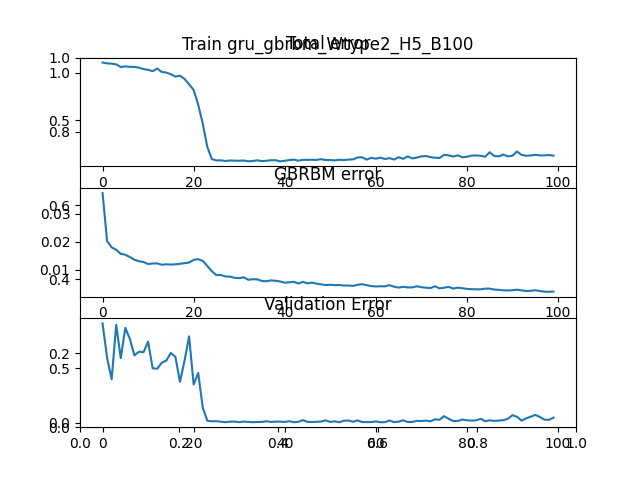 Train gru_gbrbm_Wtype2_H5_B100
Total error
1.0
1.0
0.5
0.8
0 20 40 60 80 100
GBRBM error
0.6
0.03
0.02
0.01
0.4
0 20 40 60 80 100
Validation Error
0.2
0.5
0.0
0.0
0.0 0 0.2 20 0.4 40 0.6 60 0.8 80 100 1.0